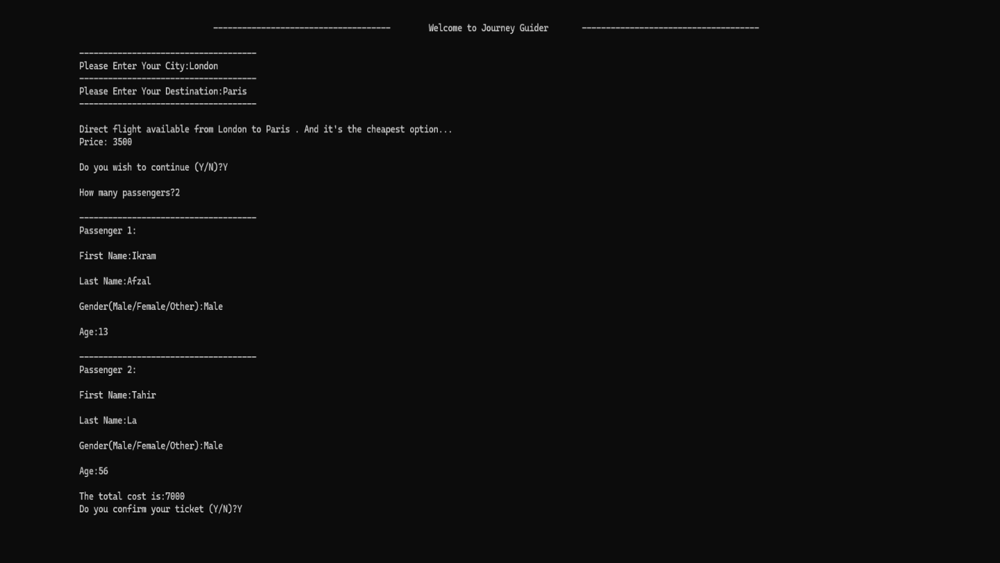 ------------------------------------- Welcome to Journey Guider -------------------------------------
-------------------------------------
Please Enter Your City:London
-------------------------------------
Please Enter Your Destination:Paris
-------------------------------------
Direct flight available from London to Paris . And it's the cheapest option...
Price: 3500
Do you wish to continue (Y/N)?Y
How many passengers?2
-------------------------------------
Passenger 1:
First Name:Ikram
Last Name:Afzal
Gender(Male/Female/Other):Male
Age:13
-------------------------------------
Passenger 2:
First Name:Tahir
Last Name:La
Gender(Male/Female/Other):Male
Age:56
The total cost is:7000
Do you confirm your ticket (Y/N)?Y